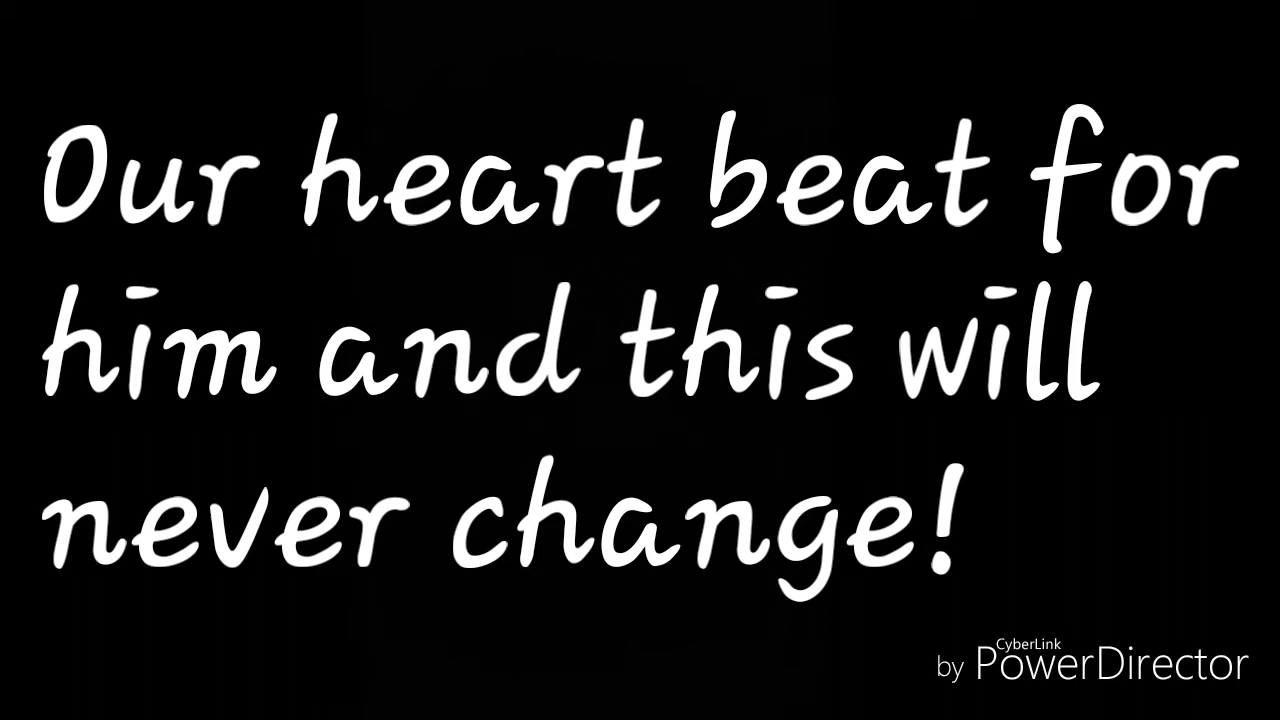 Our heart beat for
him and this will
never change!
by CyberLink PowerDirector